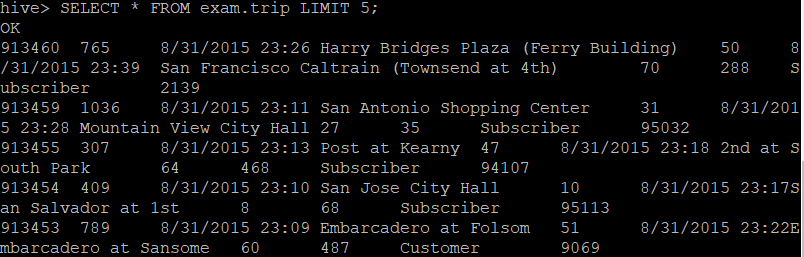 hive> SELECT * FROM exam.trip LIMIT 5;
OK
913460  765     8/31/2015 23:26 Harry Bridges Plaza (Ferry Building)    50      8
/31/2015 23:39  San Francisco Caltrain (Townsend at 4th)        70      288     S
ubscriber       2139
913459  1036    8/31/2015 23:11 San Antonio Shopping Center     31      8/31/201
5 23:28 Mountain View City Hall 27      35      Subscriber      95032
913455  307     8/31/2015 23:13 Post at Kearny  47      8/31/2015 23:18 2nd at S
outh Park       64      468     Subscriber      94107
913454  409     8/31/2015 23:10 San Jose City Hall      10      8/31/2015 23:17S
an Salvador at 1st      8       68      Subscriber      95113
913453  789     8/31/2015 23:09 Embarcadero at Folsom   51      8/31/2015 23:22E
mbarcadero at Sansome   60      487     Customer        9069